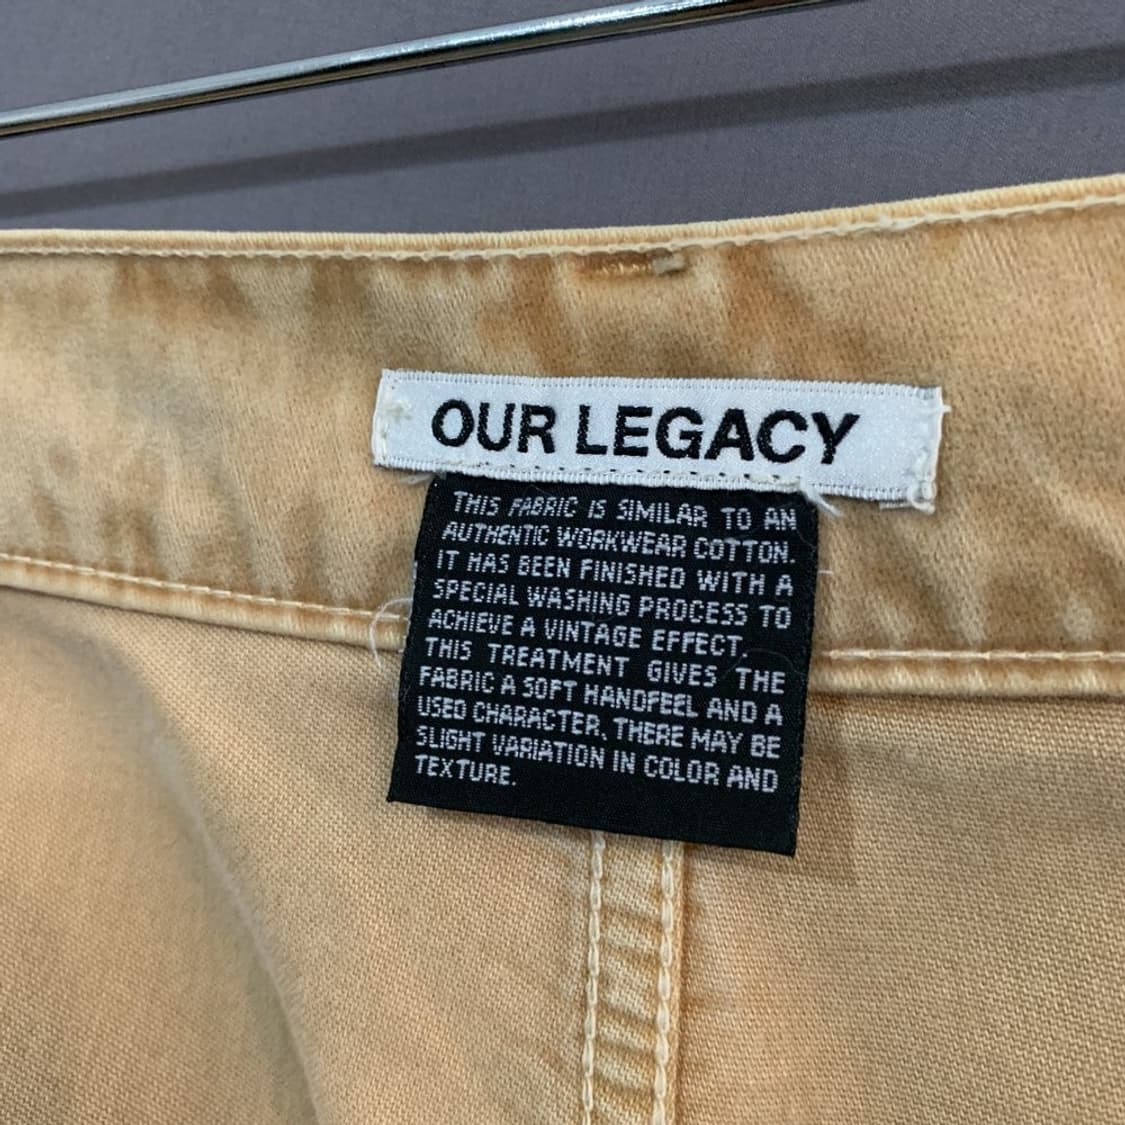 OUR LEGACY
THIS FABRIC IS SIMILAR TO AN
AUTHENTIC WORKWEAR COTTON.
IT HAS BEEN FINISHED WITH A
SPECIAL WASHING PROCESS TO
ACHIEVE A VINTAGE EFFECT.
THIS TREATMENT GIVES THE
FABRIC A SOFT HANDFEEL AND A
USED CHARACTER. THERE MAY BE
SLIGHT VARIATION IN COLOR AND
TEXTURE.